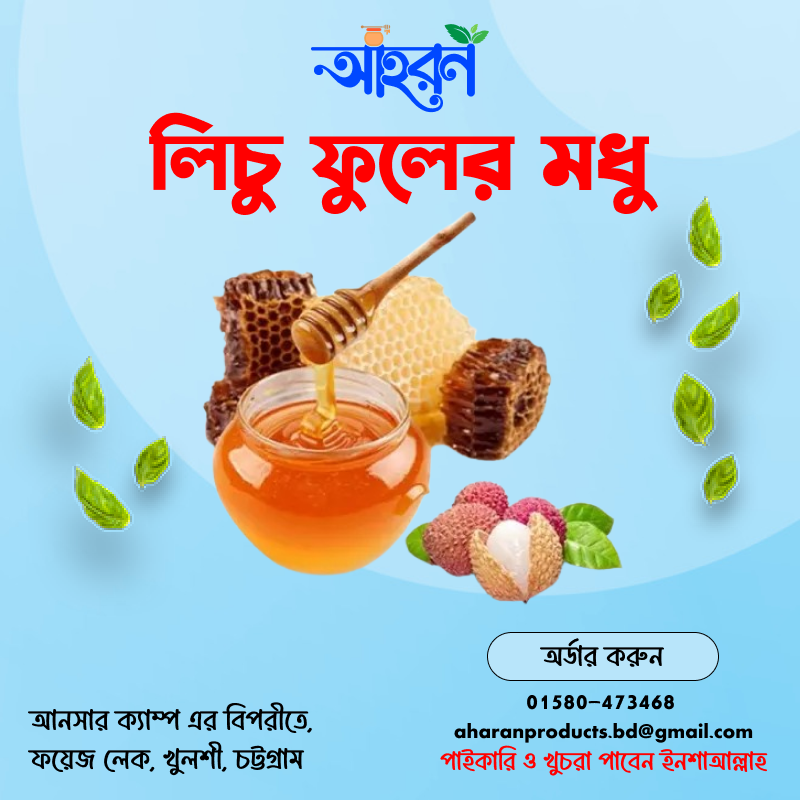 আহরন
লিচু ফুলের মধু
অর্ডার করুন
01580-473468
aharanproducts.bd@gmail.com
পাইকারি ও খুচরা পাবেন ইনশাআল্লাহ
আনসার ক্যাম্প এর বিপরীতে,
ফয়েজ লেক, খুলশী, চট্টগ্রাম